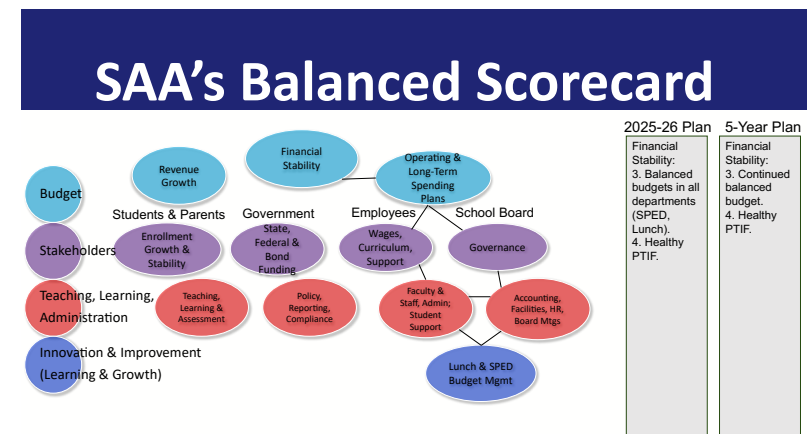 SAA's Balanced Scorecard
2025-26 Plan
5-Year Plan
Financial
Stability:
3. Balanced
budgets in all
departments
(SPED,
Lunch).
4. Healthy
PTIF.
Financial
Stability:
3. Continued
balanced
budget.
4. Healthy
PTIF.
Budget
Revenue
Growth
Financial
Stability
Operating &
Long-Term
Spending
Plans
Students & Parents
Government
Employees
School Board
Stakeholders
Enrollment
Growth &
Stability
State,
Federal &
Bond
Funding
Wages,
Curriculum,
Support
Governance
Teaching, Learning,
Administration
Teaching,
Learning &
Assessment
Policy,
Reporting,
Compliance
Faculty &
Staff, Admin;
Student
Support
Accounting,
Facilities, HR,
Board Mtgs
Innovation & Improvement
(Learning & Growth)
Lunch & SPED
Budget Mgmt